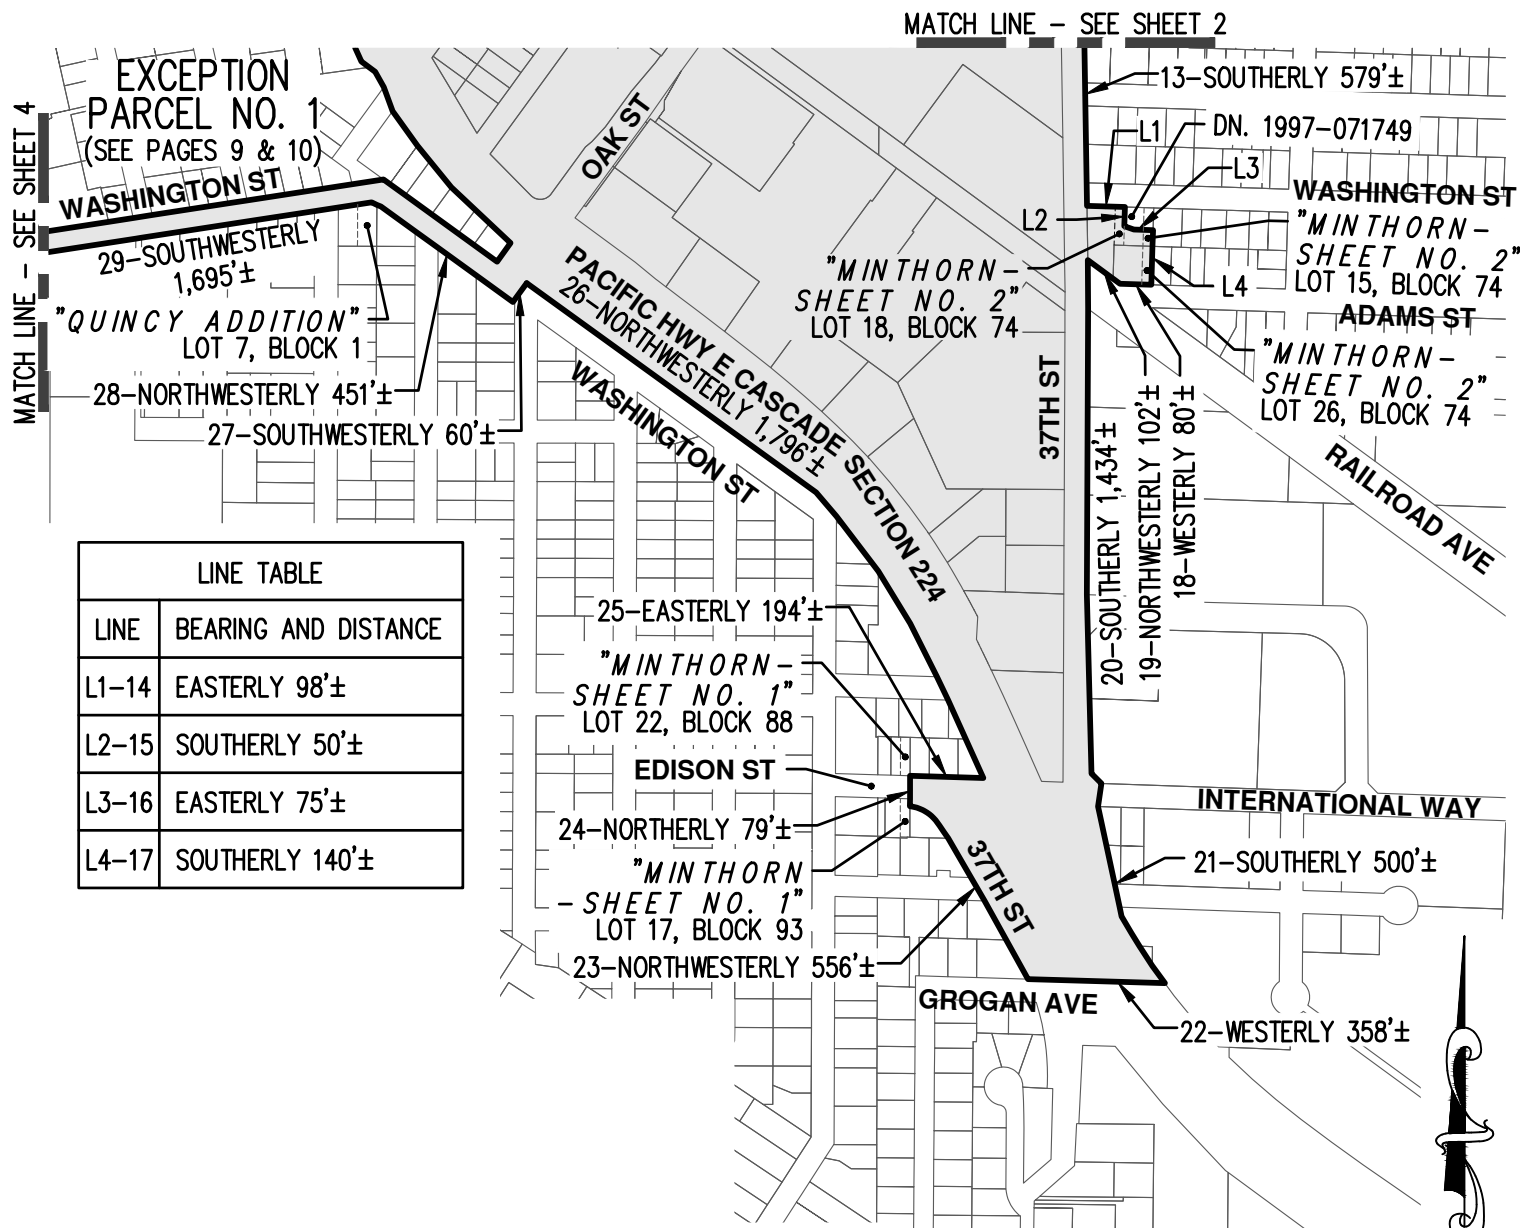 MATCH LINE – SEE SHEET 2
MATCH LINE – SEE SHEET 4
EXCEPTION
PARCEL NO. 1
(SEE PAGES 9 & 10)
WASHINGTON ST
29–SOUTHWESTERLY
1,695'±
"QUINCY ADDITION"
LOT 7, BLOCK 1
28–NORTHWESTERLY 451'±
27–SOUTHWESTERLY 60'±
OAK ST
PACIFIC HWY E CASCADE SECTION 224
26–NORTHWESTERLY 1,796'±
WASHINGTON ST
13–SOUTHERLY 579'±
L1
DN. 1997–071749
L3
L2
WASHINGTON ST
"MINTHORN–
SHEET NO. 2"
LOT 15, BLOCK 74
L4
"MINTHORN–
SHEET NO. 2"
LOT 18, BLOCK 74
ADAMS ST
"MINTHORN–
SHEET NO. 2"
LOT 26, BLOCK 74
37TH ST
20–SOUTHERLY 1,434'±
19–NORTHWESTERLY 102'±
18–WESTERLY 80'±
RAILROAD AVE
LINE TABLE
LINE BEARING AND DISTANCE
L1–14 EASTERLY 98'±
L2–15 SOUTHERLY 50'±
L3–16 EASTERLY 75'±
L4–17 SOUTHERLY 140'±
25–EASTERLY 194'±
"MINTHORN–
SHEET NO. 1"
LOT 22, BLOCK 88
EDISON ST
24–NORTHERLY 79'±
"MINTHORN
–SHEET NO. 1"
LOT 17, BLOCK 93
23–NORTHWESTERLY 556'±
37TH ST
INTERNATIONAL WAY
21–SOUTHERLY 500'±
GROGAN AVE
22–WESTERLY 358'±